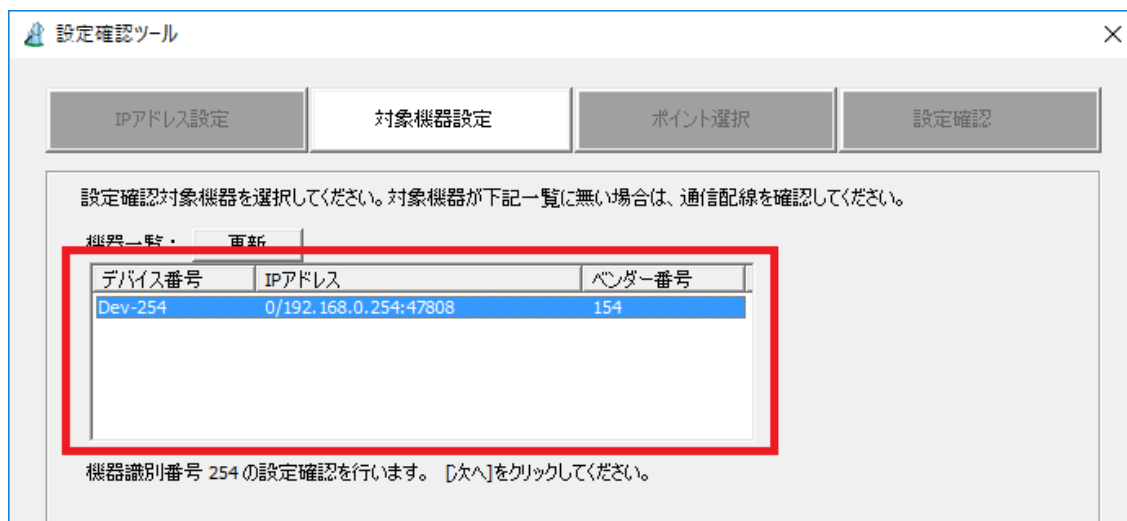 設定確認ツール
IPアドレス設定 対象機器設定 ポイント選択 設定確認
設定確認対象機器を選択してください。対象機器が下記一覧に無い場合は、通信配線を確認してください。
機器一覧： 更新
デバイス番号 IPアドレス ベンダー番号
Dev-254 0/192.168.0.254:47808 154
機器識別番号 254 の設定確認を行います。 [次へ]をクリックしてください。